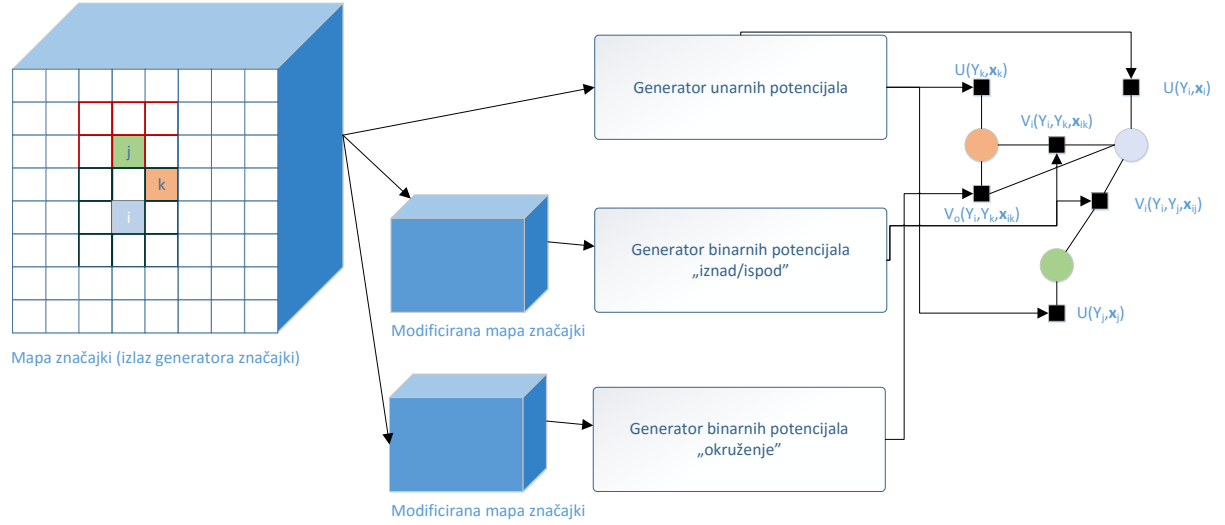 j
k
i
Mapa značajki (izlaz generatora značajki)
Generator unarnih potencijala
Modificirana mapa značajki
Generator binarnih potencijala
„iznad/ispod”
Modificirana mapa značajki
Generator binarnih potencijala
„okruženje”
U(Yk,xk)
U(Yi,xi)
Vi(Yi,Yk,xik)
Vo(Yi,Yk,xik)
Vi(Yi,Yj,xij)
U(Yj,xj)